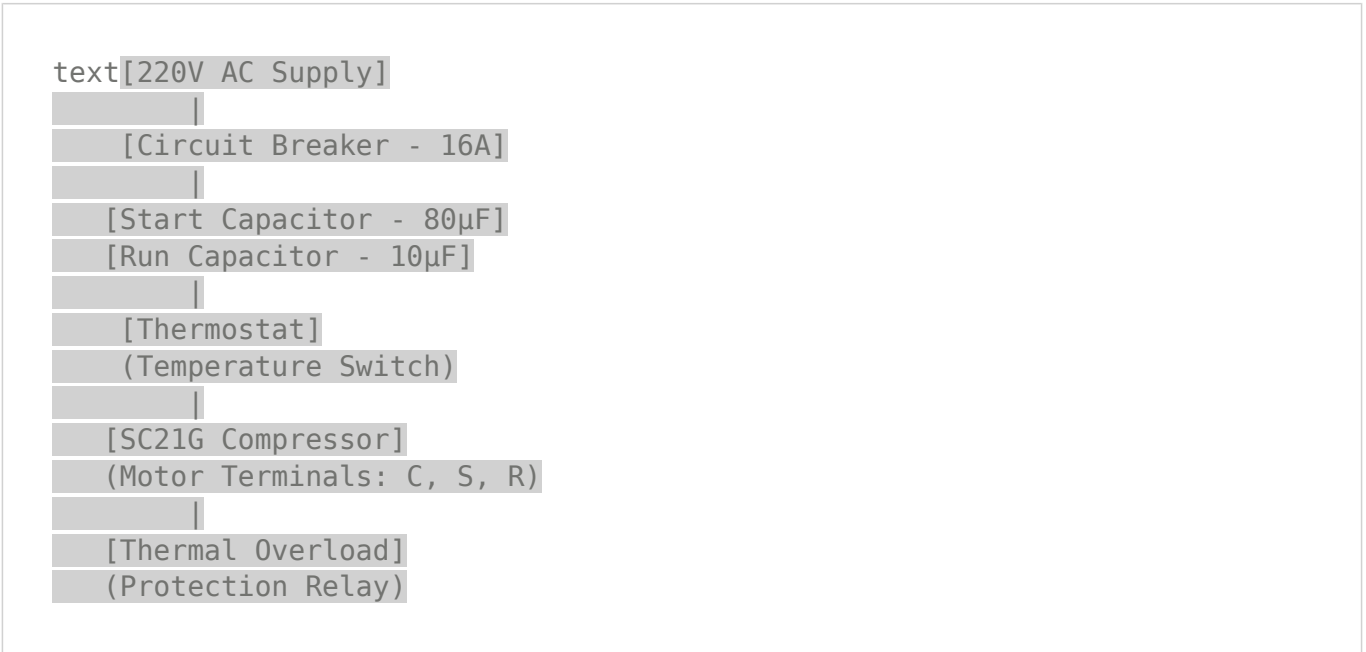 text[220V AC Supply]
|
[Circuit Breaker - 16A]
|
[Start Capacitor - 80µF]
[Run Capacitor - 10µF]
|
[Thermostat]
(Temperature Switch)
|
[SC21G Compressor]
(Motor Terminals: C, S, R)
|
[Thermal Overload]
(Protection Relay)